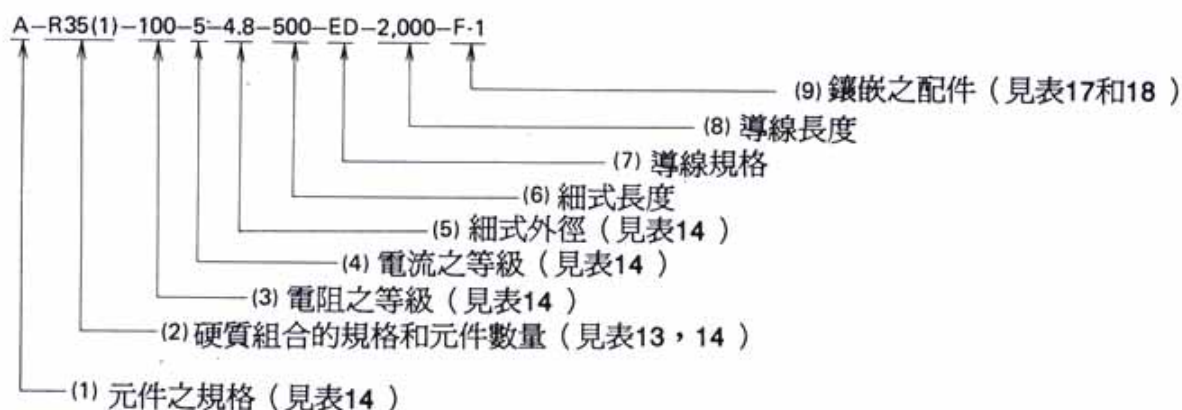 A-R35(1)-100-5-4.8-500-ED-2,000-F-1
(9) 鑲嵌之配件（見表17和18）
(8) 導線長度
(7) 導線規格
(6) 細式長度
(5) 細式外徑（見表14）
(4) 電流之等級（見表14）
(3) 電阻之等級（見表14）
(2) 硬質組合的規格和元件數量（見表13，14）
(1) 元件之規格（見表14）